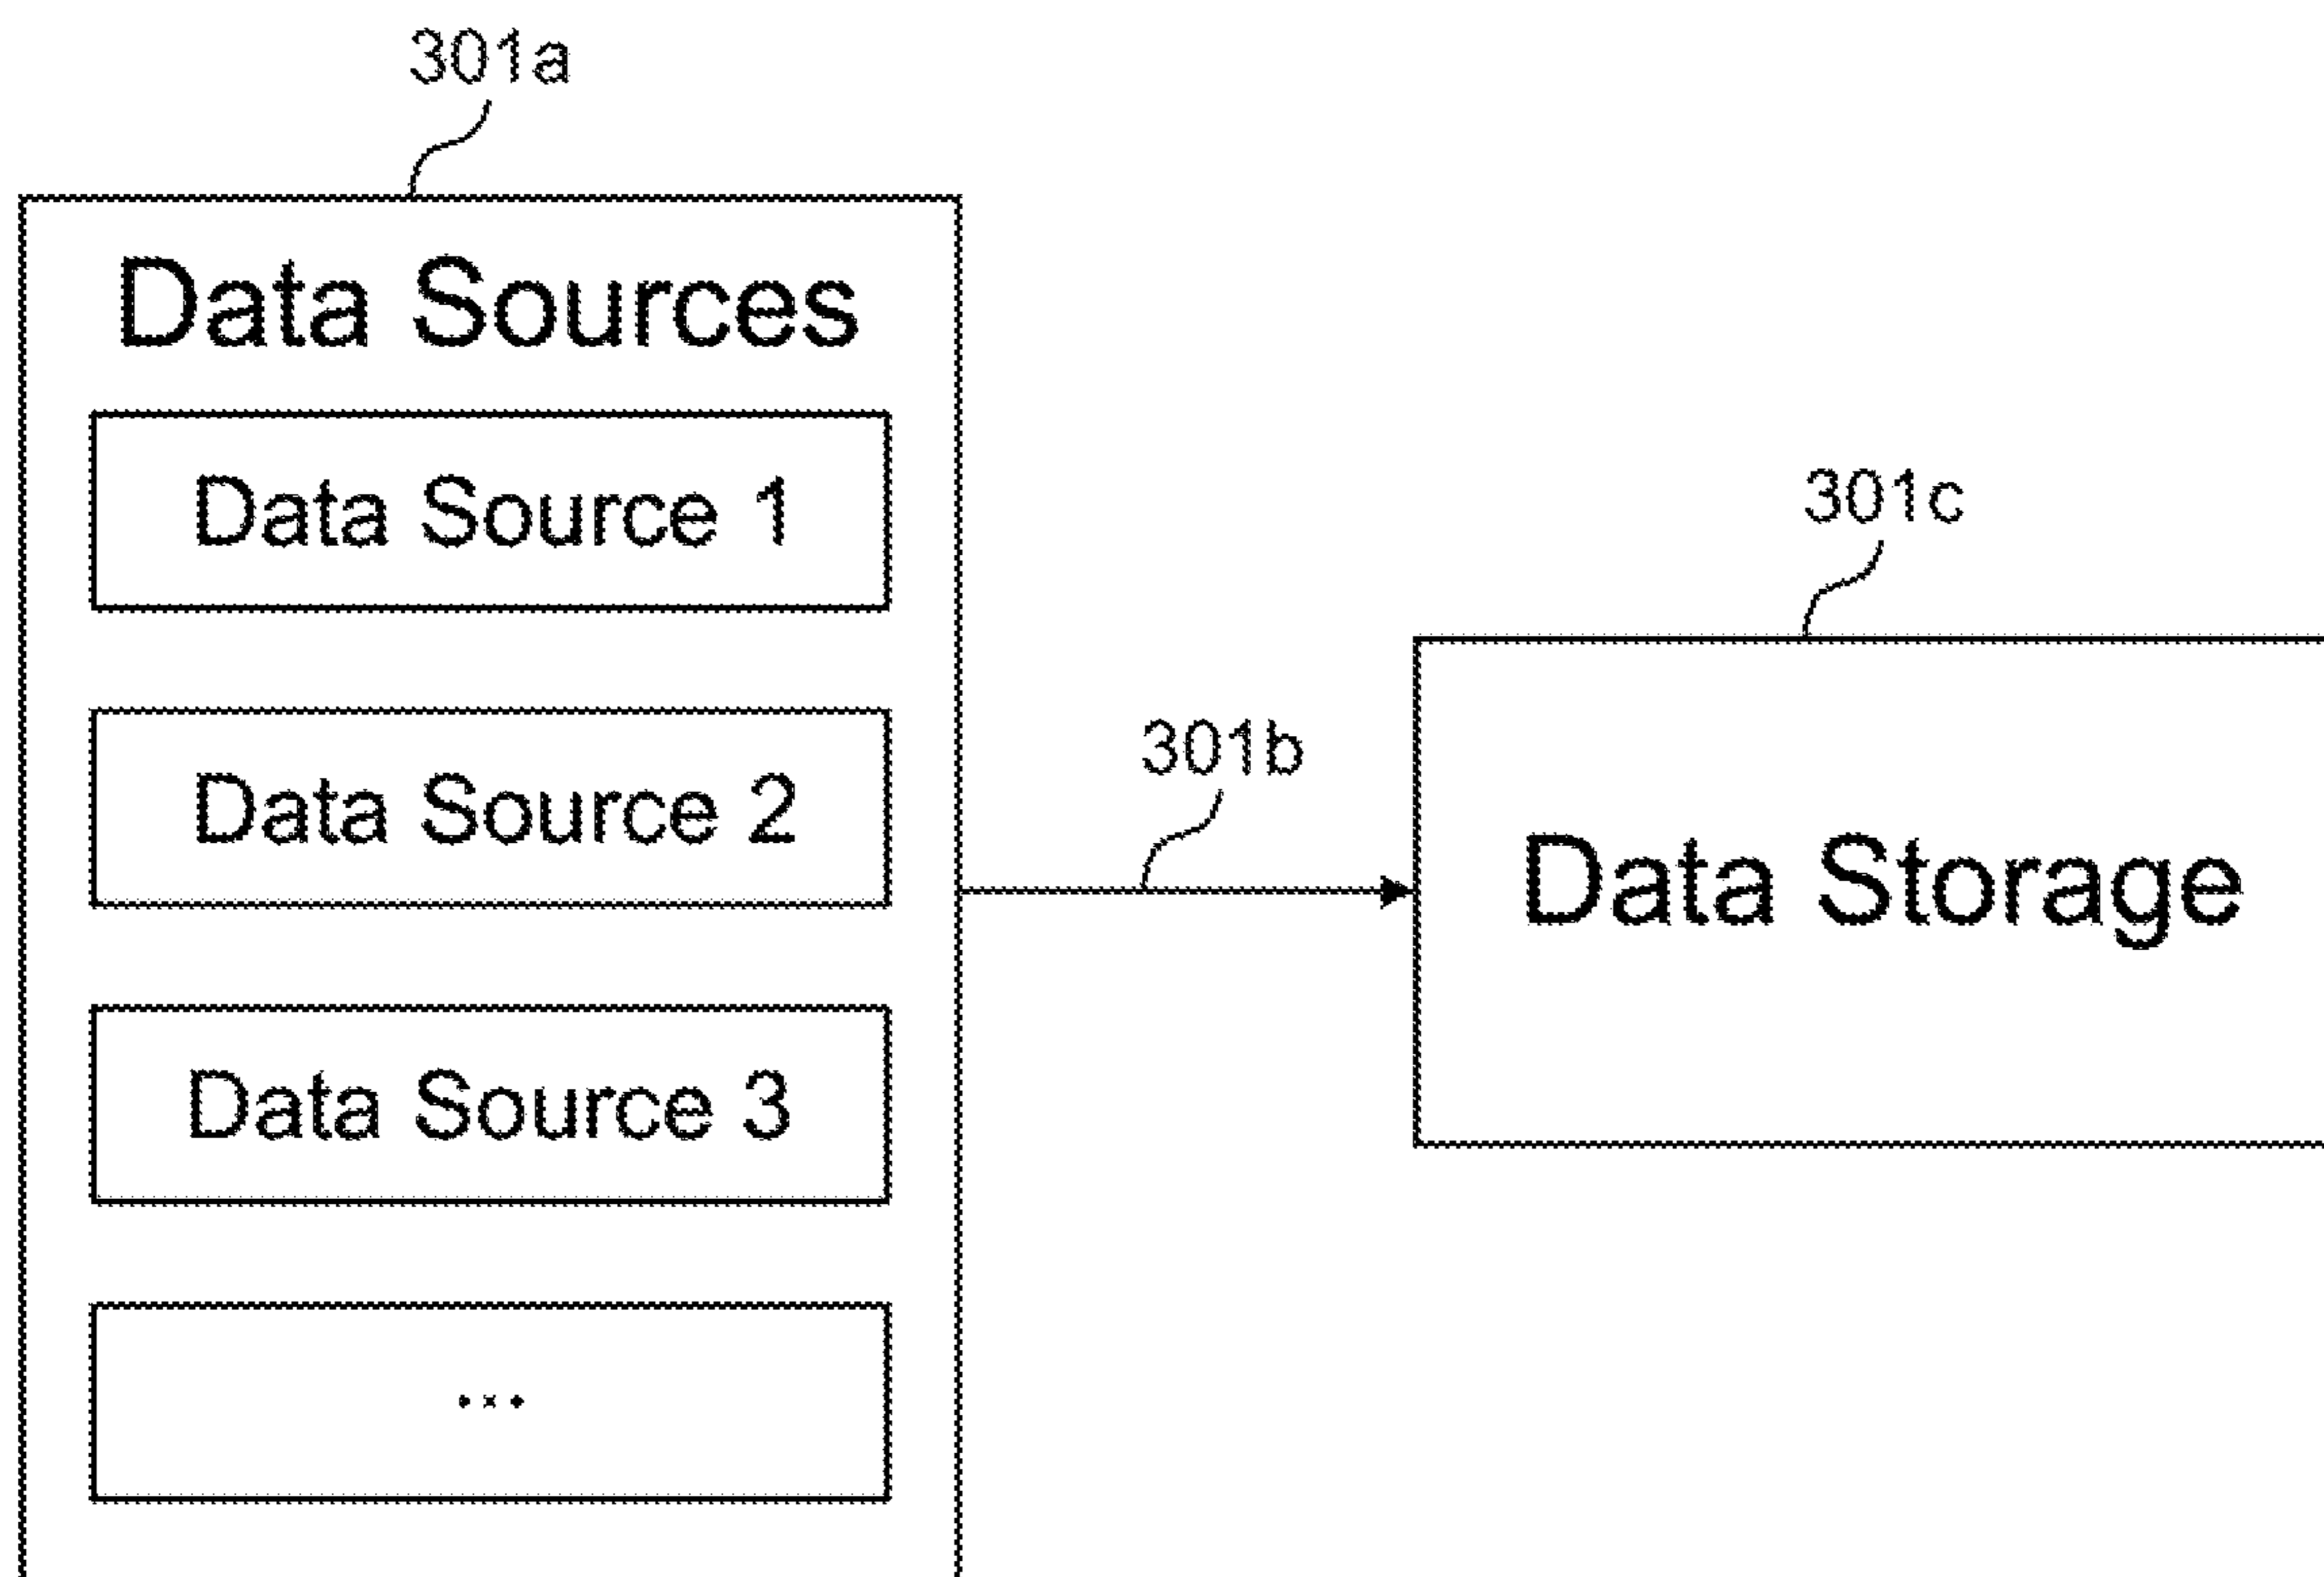 301a
Data Sources
Data Source 1
Data Source 2
Data Source 3
...
301b
301c
Data Storage